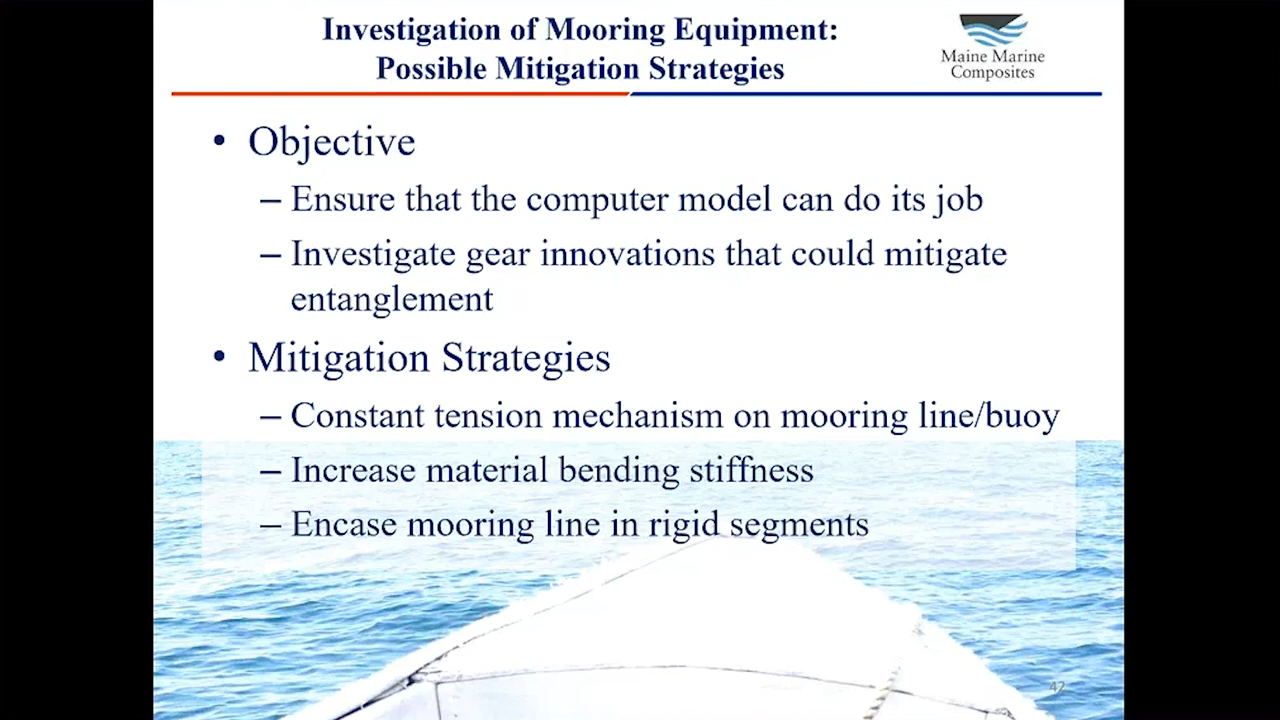 Investigation of Mooring Equipment:
Possible Mitigation Strategies
Maine Marine
Composites
• Objective
– Ensure that the computer model can do its job
– Investigate gear innovations that could mitigate
entanglement
• Mitigation Strategies
– Constant tension mechanism on mooring line/buoy
– Increase material bending stiffness
– Encase mooring line in rigid segments
42